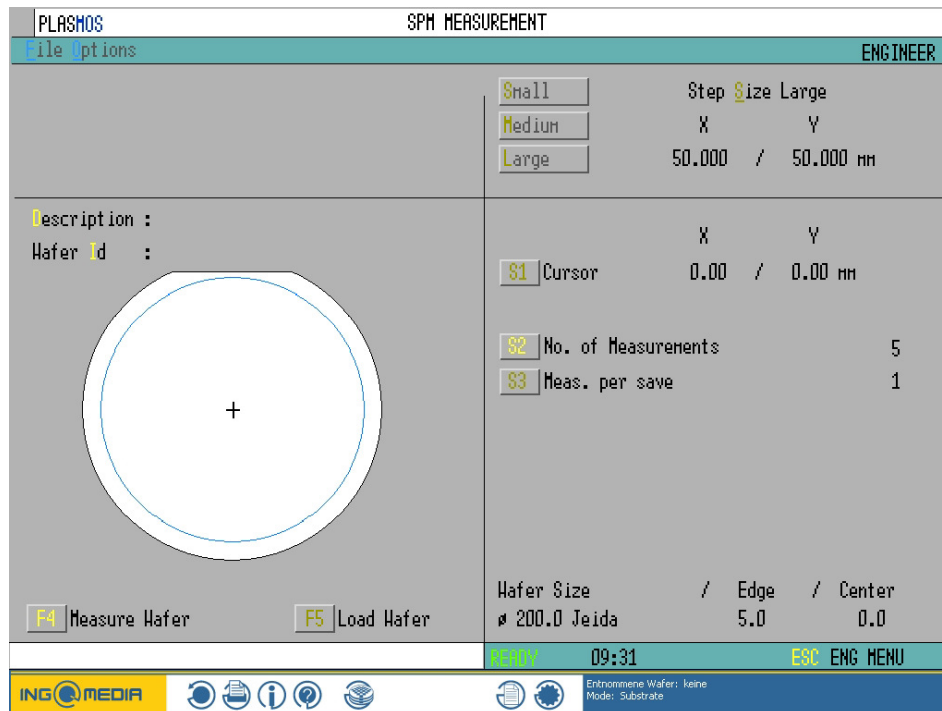 PLASMOS SPM MEASUREMENT
File Options ENGINEER
Small Step Size Large
Medium X Y
Large 50.000 / 50.000 mm
Description :
Wafer Id :
X Y
S1 Cursor 0.00 / 0.00 mm
S2 No. of Measurements 5
S3 Meas. per save 1
Wafer Size / Edge / Center
ø 200.0 Jeida 5.0 0.0
F4 Measure Wafer F5 Load Wafer
READY 09:31 ESC ENG MENU
ING MEDIA
Entnommene Wafer: keine
Mode: Substrate